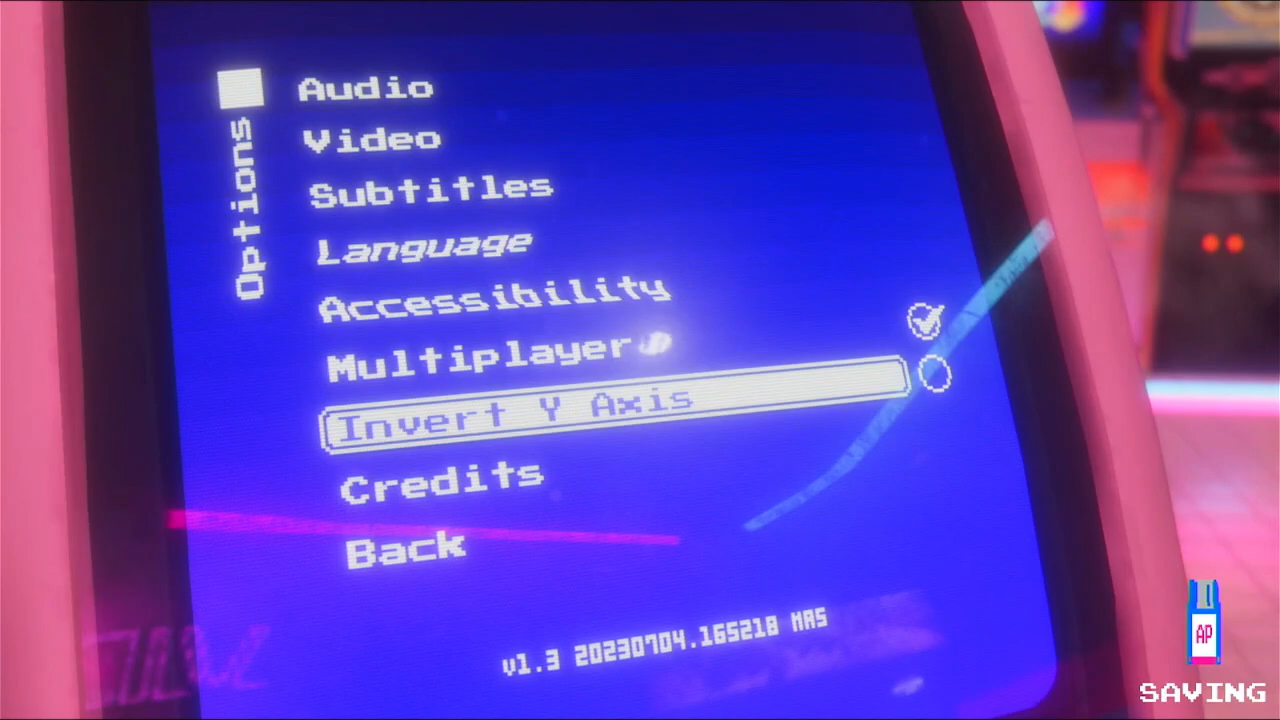 Options
Audio
Video
Subtitles
Language
Accessibility
Multiplayer
Invert Y Axis
Credits
Back
v1.3 20230704.165218 MAS
AP
SAVING